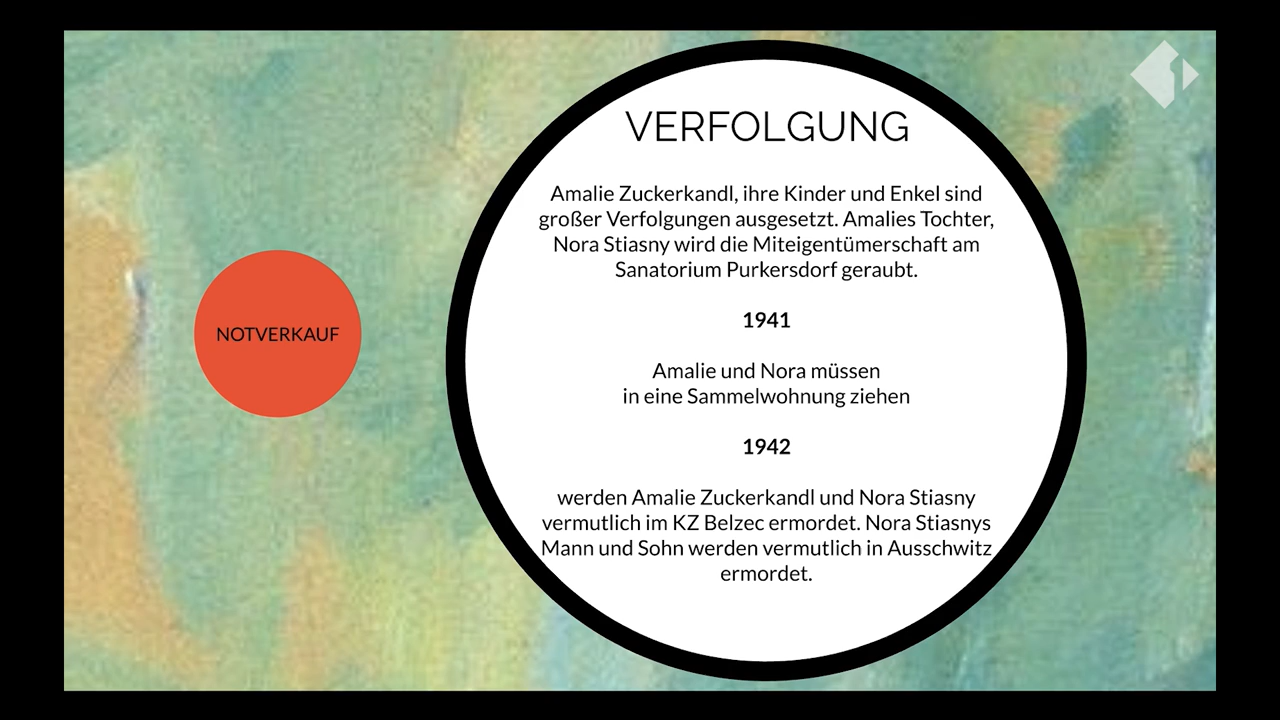 VERFOLGUNG
Amalie Zuckerkandl, ihre Kinder und Enkel sind
großer Verfolgungen ausgesetzt. Amalies Tochter,
Nora Stiasny wird die Miteigentümerschaft am
Sanatorium Purkersdorf geraubt.
1941
Amalie und Nora müssen
in eine Sammelwohnung ziehen
1942
werden Amalie Zuckerkandl und Nora Stiasny
vermutlich im KZ Belzec ermordet. Nora Stiasnys
Mann und Sohn werden vermutlich in Ausschwitz
ermordet.
NOTVERKAUF